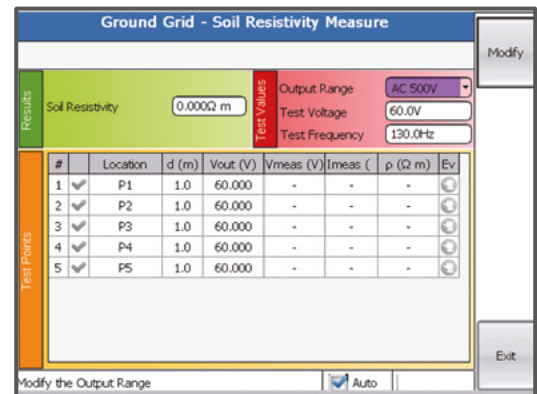 Ground Grid - Soil Resistivity Measure
Modify
Results
Soil Resistivity 0.000Ω m
Test Values
Output Range AC 500V
Test Voltage 60.0V
Test Frequency 130.0Hz
Test Points
# Location d (m) Vout (V) Vmeas (V) Imeas ( ρ (Ω m) Ev
1 P1 1.0 60.000 - - -
2 P2 1.0 60.000 - - -
3 P3 1.0 60.000 - - -
4 P4 1.0 60.000 - - -
5 P5 1.0 60.000 - - -
Exit
Modify the Output Range
Auto